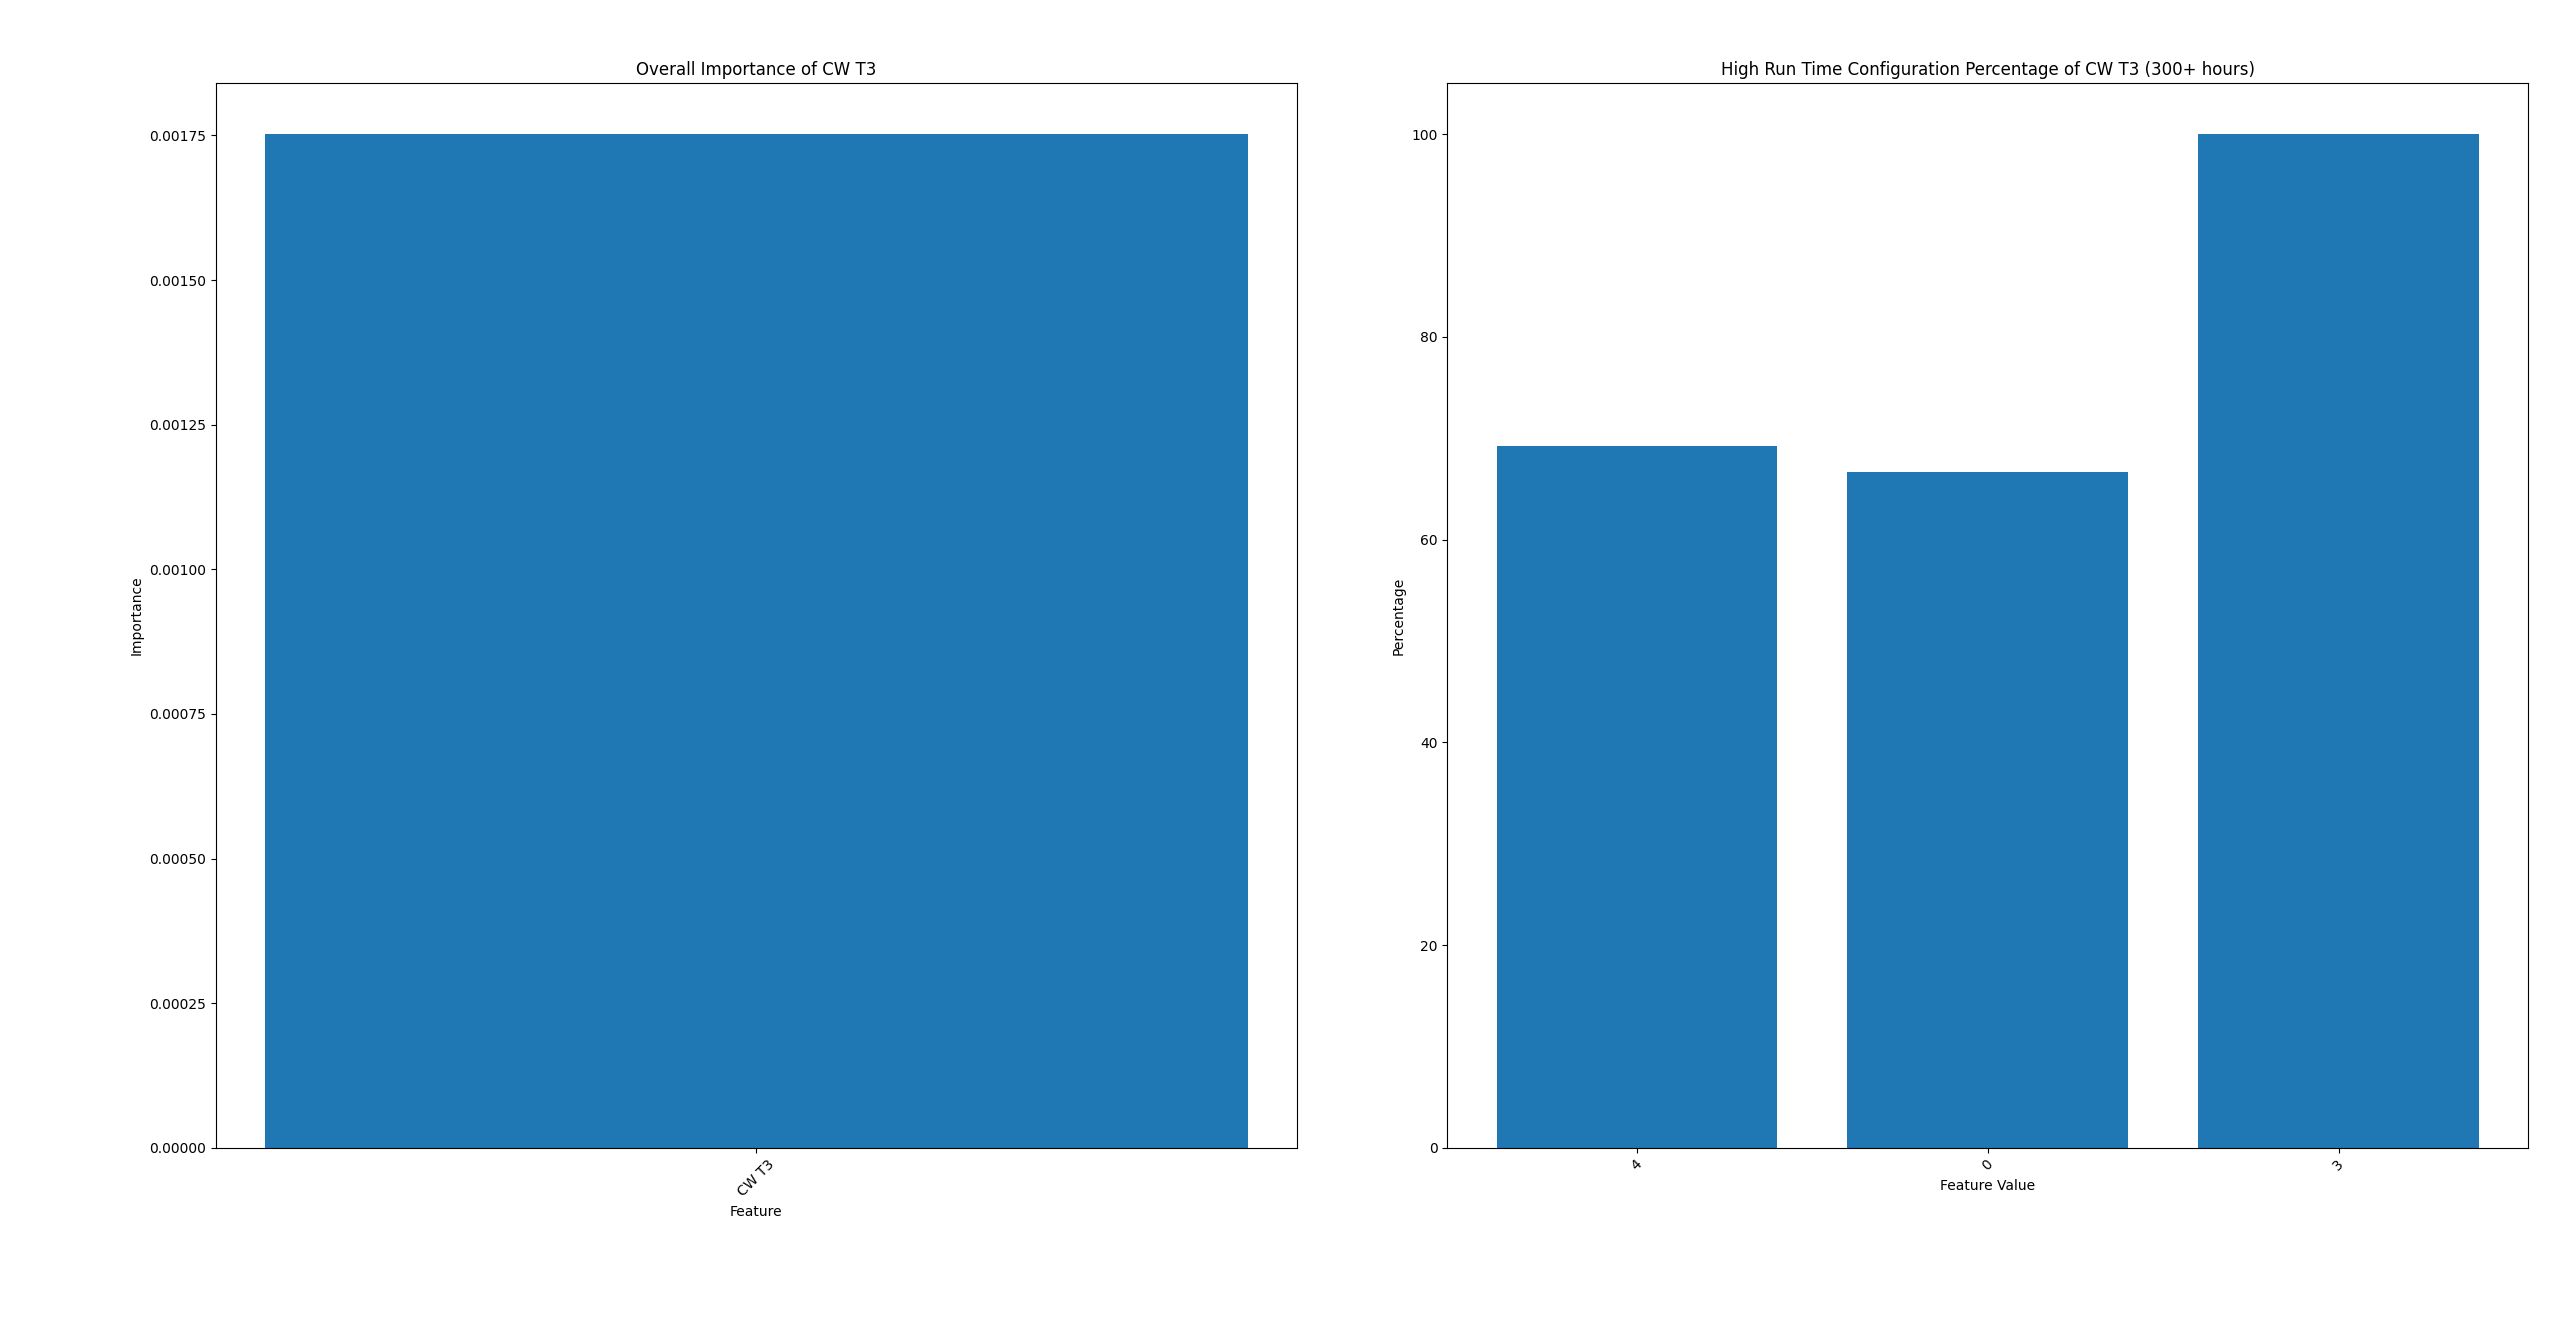 Overall Importance of CW T3
0.00175
0.00150
0.00125
0.00100
0.00075
0.00050
0.00025
0.00000
Importance
CW T3
Feature
High Run Time Configuration Percentage of CW T3 (300+ hours)
100
80
60
40
20
0
Percentage
4
0
3
Feature Value